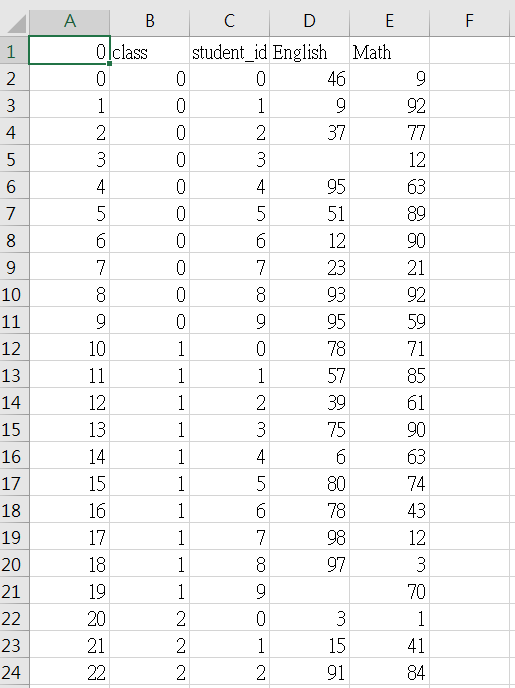 A B C D E F
1 0 class student_id English Math
2 0 0 0 46 9
3 1 0 1 9 92
4 2 0 2 37 77
5 3 0 3 12
6 4 0 4 95 63
7 5 0 5 51 89
8 6 0 6 12 90
9 7 0 7 23 21
10 8 0 8 93 92
11 9 0 9 95 59
12 10 1 0 78 71
13 11 1 1 57 85
14 12 1 2 39 61
15 13 1 3 75 90
16 14 1 4 6 63
17 15 1 5 80 74
18 16 1 6 78 43
19 17 1 7 98 12
20 18 1 8 97 3
21 19 1 9 70
22 20 2 0 3 1
23 21 2 1 15 41
24 22 2 2 91 84